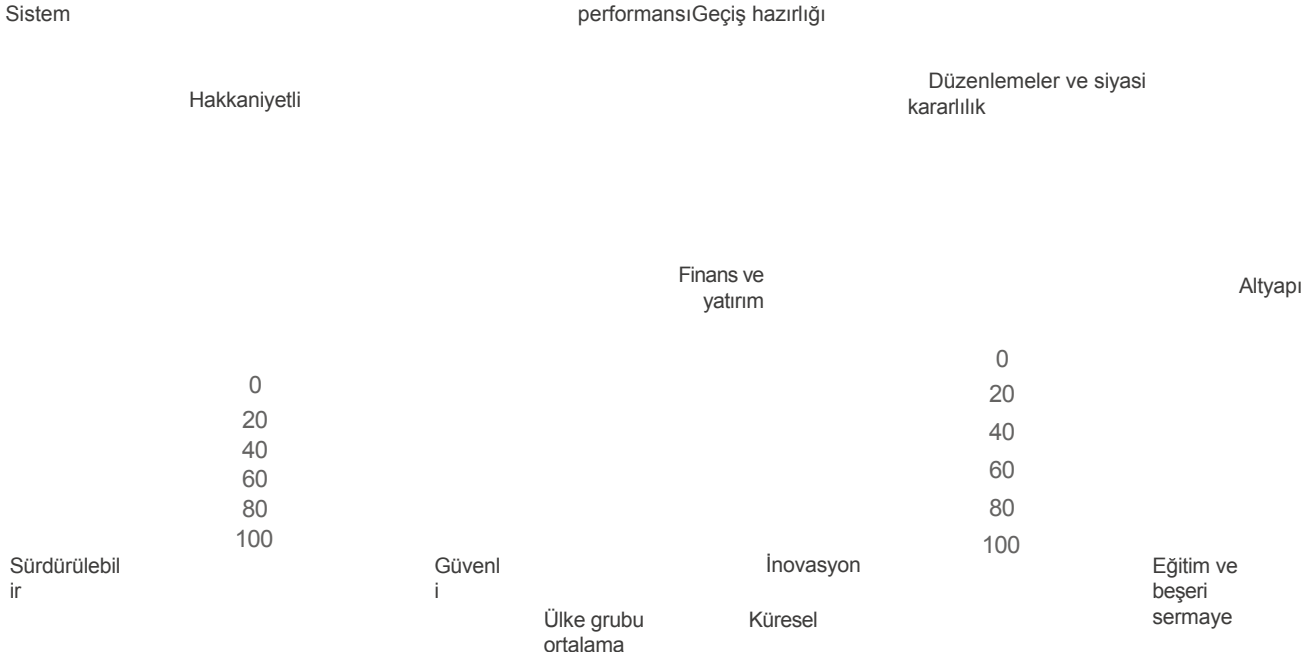 Sistem performansıGeçiş hazırlığı
Hakkaniyetli
Düzenlemeler ve siyasi
kararlılık
Finans ve
yatırım
Altyapı
0
20
40
60
80
100
0
20
40
60
80
100
Sürdürülebil
ir
Güvenl
i
İnovasyon
Eğitim ve
beşeri
sermaye
Ülke grubu
ortalama
Küresel